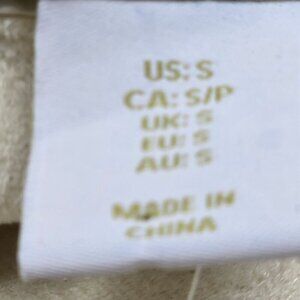 US: S
CA: S/P
UK: S
EU: S
AU: S
MADE IN
CHINA